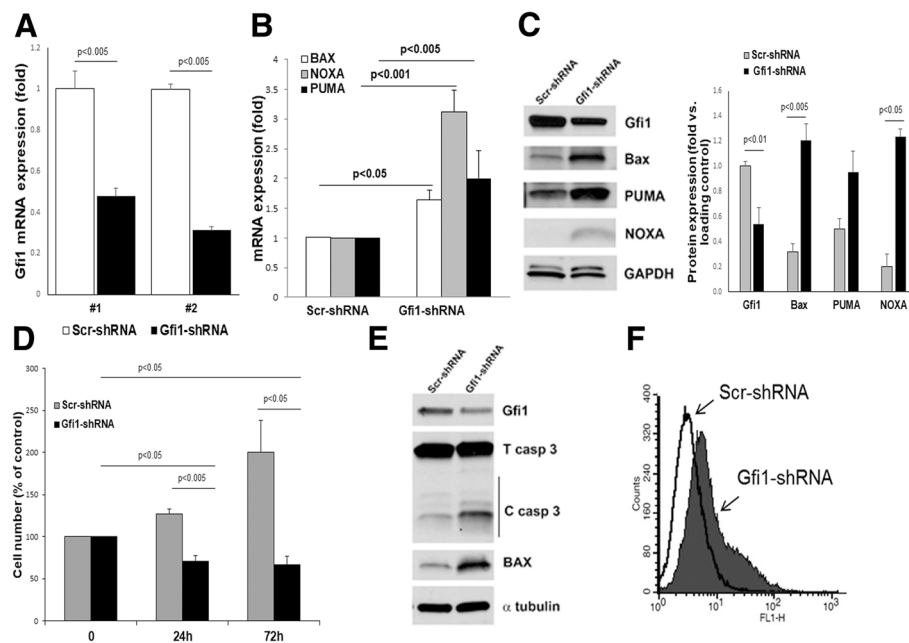 A
Gfi1 mRNA expression (fold)
1.2
1
0.8
0.6
0.4
0.2
0
p<0.005
p<0.005
#1
#2
Scr-shRNA
Gfi1-shRNA
B
mRNA expession (fold)
4
3.5
3
2.5
2
1.5
1
0.5
0
BAX
NOXA
PUMA
p<0.005
p<0.001
p<0.05
Scr-shRNA
Gfi1-shRNA
C
Scr-shRNA
Gfi1-shRNA
Gfi1
Bax
PUMA
NOXA
GAPDH
Scr-shRNA
Gfi1-shRNA
Protein expression (fold vs.
loading control)
1.4
1.2
1
0.8
0.6
0.4
0.2
0
p<0.01
p<0.005
p<0.05
Gfi1
Bax
PUMA
NOXA
D
Cell number (% of control)
300
250
200
150
100
50
0
Scr-shRNA
Gfi1-shRNA
p<0.05
p<0.05
p<0.05
p<0.005
0
24h
72h
E
Scr-shRNA
Gfi1-shRNA
Gfi1
T casp 3
C casp 3
BAX
α tubulin
F
Counts
400
320
240
160
80
0
Scr-shRNA
Gfi1-shRNA
10⁰
10¹
10²
10³
FL1-H